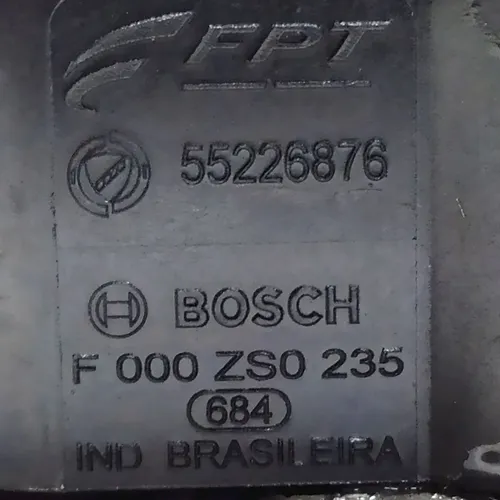 FPT
55226876
BOSCH
F 000 ZS0 235
684
IND BRASILEIRA